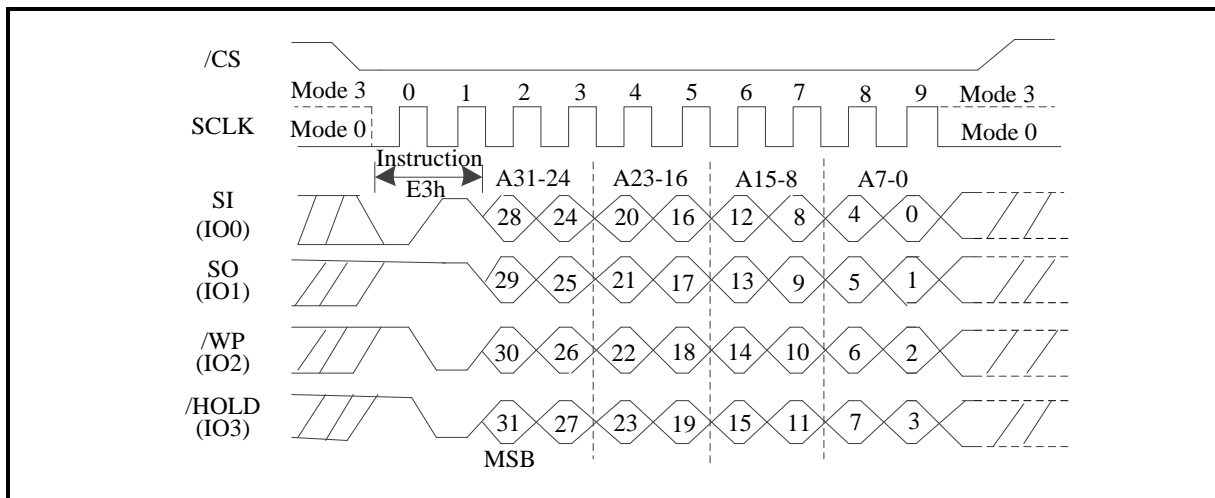 /CS
Mode 3 0 1 2 3 4 5 6 7 8 9 Mode 3
SCLK Mode 0 Mode 0
Instruction
E3h A31-24 A23-16 A15-8 A7-0
SI
(IO0) 28 24 20 16 12 8 4 0
SO
(IO1) 29 25 21 17 13 9 5 1
/WP
(IO2) 30 26 22 18 14 10 6 2
/HOLD
(IO3) 31 27 23 19 15 11 7 3
MSB